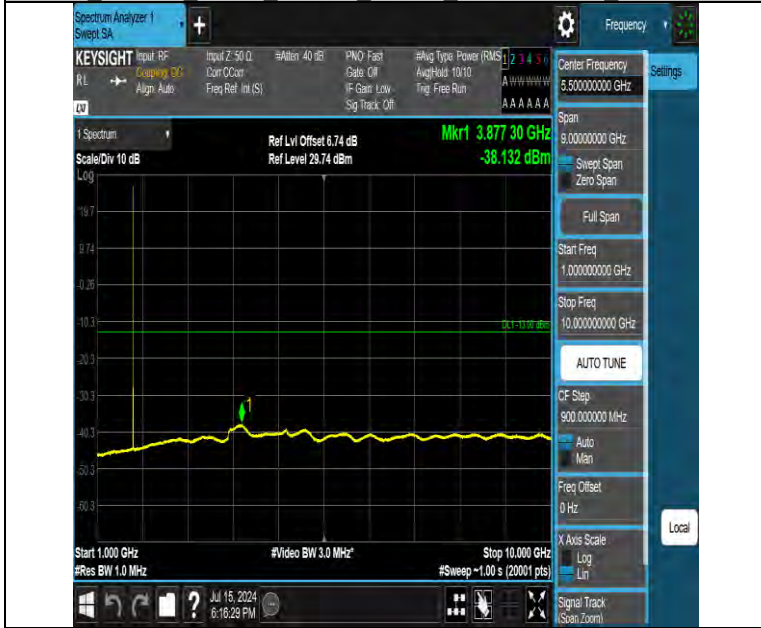 Spectrum Analyzer 1
Swept SA
+
Frequency
KEYSIGHT
RL
Input: RF
Coupling: DC
Align: Auto
Input Z: 50 Ω
Corr CCorr
Freq Ref: Int (S)
#Atten: 40 dB
PNO: Fast
Gate: Off
IF Gain: Low
Sig Track: Off
#Avg Type: Power (RMS
Avg|Hold: 10/10
Trig: Free Run
1 2 3 4 5 6
A W W W W W
A A A A A A
Center Frequency
5.500000000 GHz
Settings
Span
9.00000000 GHz
Swept Span
Zero Span
Full Span
Start Freq
1.000000000 GHz
Stop Freq
10.000000000 GHz
AUTO TUNE
CF Step
900.000000 MHz
Auto
Man
Freq Offset
0 Hz
X Axis Scale
Log
Lin
Signal Track
(Span Zoom)
Local
1 Spectrum
Scale/Div 10 dB
Log
Ref Lvl Offset 6.74 dB
Ref Level 29.74 dBm
Mkr1 3.877 30 GHz
-38.132 dBm
19.7
9.74
-0.26
-10.3
DL1 -13.00 dBm
-20.3
-30.3
1
-40.3
-50.3
-60.3
Start 1.000 GHz
#Res BW 1.0 MHz
#Video BW 3.0 MHz*
Stop 10.000 GHz
#Sweep ~1.00 s (20001 pts)
?
Jul 15, 2024
6:16:29 PM